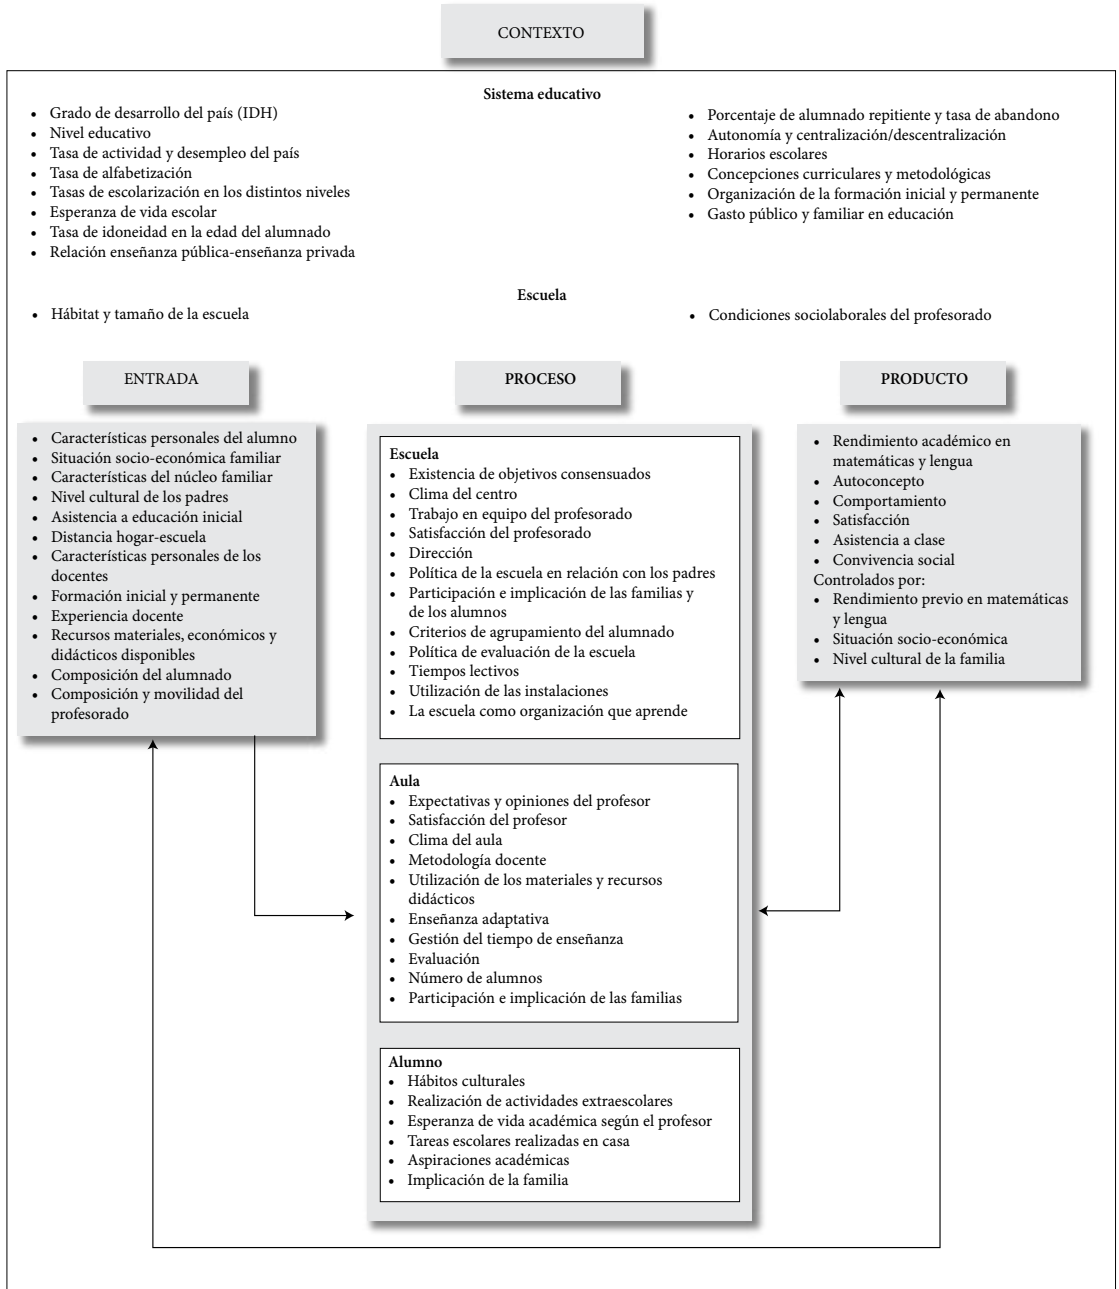 CONTEXTO
Sistema educativo
• Grado de desarrollo del país (IDH)
• Nivel educativo
• Tasa de actividad y desempleo del país
• Tasa de alfabetización
• Tasas de escolarización en los distintos niveles
• Esperanza de vida escolar
• Tasa de idoneidad en la edad del alumnado
• Relación enseñanza pública-enseñanza privada
• Porcentaje de alumnado repitiente y tasa de abandono
• Autonomía y centralización/descentralización
• Horarios escolares
• Concepciones curriculares y metodológicas
• Organización de la formación inicial y permanente
• Gasto público y familiar en educación
Escuela
• Hábitat y tamaño de la escuela
• Condiciones sociolaborales del profesorado
ENTRADA
• Características personales del alumno
• Situación socio-económica familiar
• Características del núcleo familiar
• Nivel cultural de los padres
• Asistencia a educación inicial
• Distancia hogar-escuela
• Características personales de los
docentes
• Formación inicial y permanente
• Experiencia docente
• Recursos materiales, económicos y
didácticos disponibles
• Composición del alumnado
• Composición y movilidad del
profesorado
PROCESO
Escuela
• Existencia de objetivos consensuados
• Clima del centro
• Trabajo en equipo del profesorado
• Satisfacción del profesorado
• Dirección
• Política de la escuela en relación con los padres
• Participación e implicación de las familias y
de los alumnos
• Criterios de agrupamiento del alumnado
• Política de evaluación de la escuela
• Tiempos lectivos
• Utilización de las instalaciones
• La escuela como organización que aprende
Aula
• Expectativas y opiniones del profesor
• Satisfacción del profesor
• Clima del aula
• Metodología docente
• Utilización de los materiales y recursos
didácticos
• Enseñanza adaptativa
• Gestión del tiempo de enseñanza
• Evaluación
• Número de alumnos
• Participación e implicación de las familias
Alumno
• Hábitos culturales
• Realización de actividades extraescolares
• Esperanza de vida académica según el profesor
• Tareas escolares realizadas en casa
• Aspiraciones académicas
• Implicación de la familia
PRODUCTO
• Rendimiento académico en
matemáticas y lengua
• Autoconcepto
• Comportamiento
• Satisfacción
• Asistencia a clase
• Convivencia social
Controlados por:
• Rendimiento previo en matemáticas
y lengua
• Situación socio-económica
• Nivel cultural de la familia